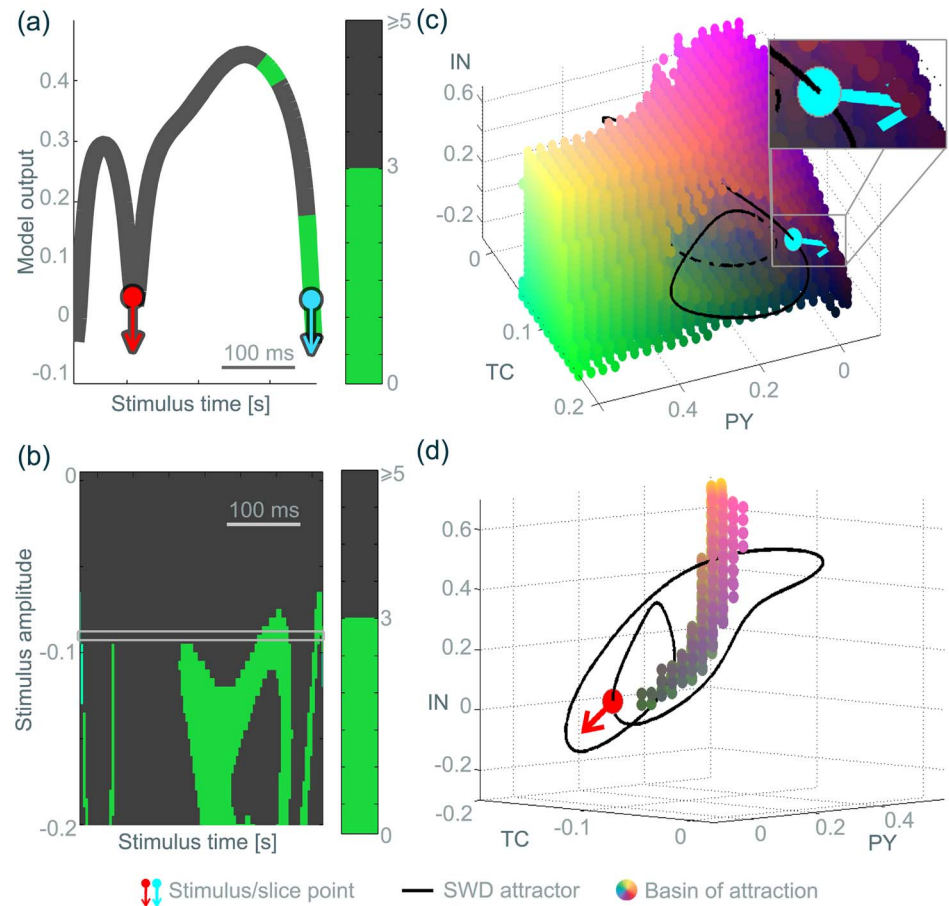 (a)
Model output
0.4
0.3
0.2
0.1
0
-0.1
100 ms
Stimulus time [s]
≥5
3
0
(b)
Stimulus amplitude
0
-0.1
-0.2
100 ms
Stimulus time [s]
≥5
3
0
(c)
IN
0.6
0.2
-0.2
0
0.1
0.2
TC
0.4
0.2
0
PY
(d)
0.6
0.4
0.2
IN 0
-0.2
-0.2
TC
-0.1
0
0
0.2
0.4
PY
Stimulus/slice point
SWD attractor
Basin of attraction